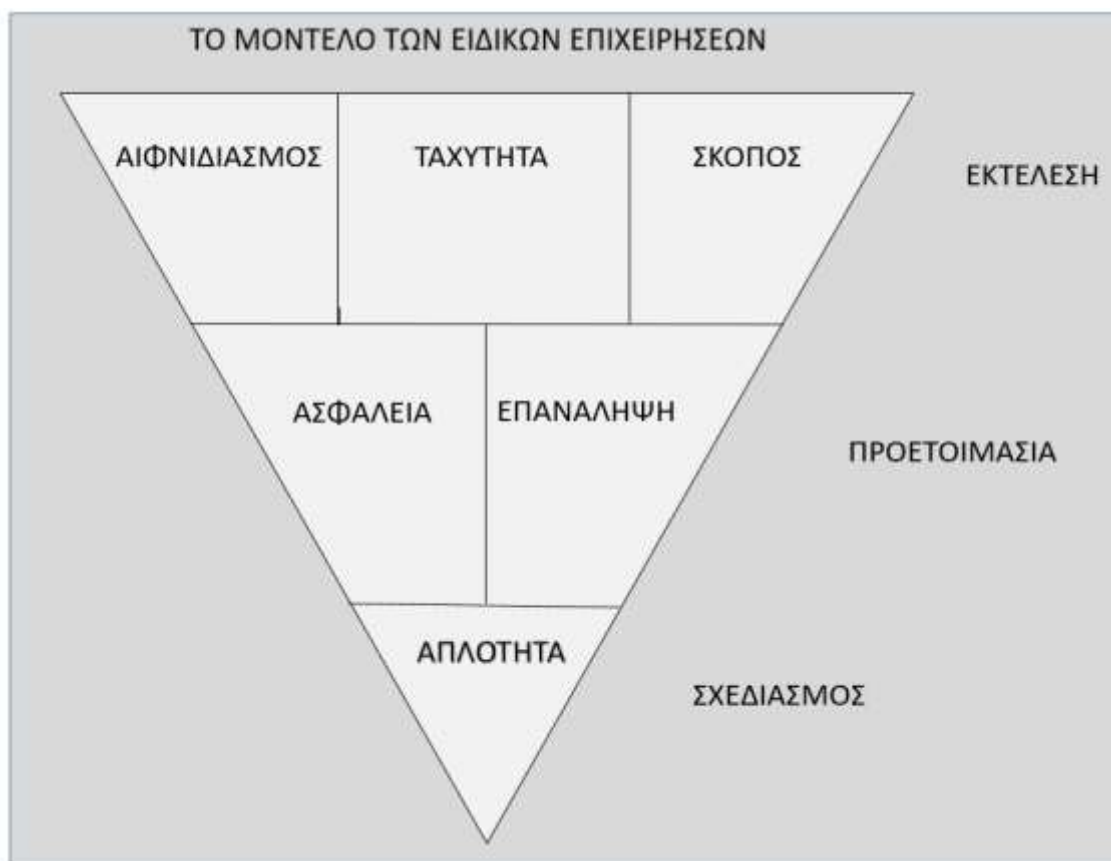 ΤΟ ΜΟΝΤΕΛΟ ΤΩΝ ΕΙΔΙΚΩΝ ΕΠΙΧΕΙΡΗΣΕΩΝ
ΑΙΦΝΙΔΙΑΣΜΟΣ ΤΑΧΥΤΗΤΑ ΣΚΟΠΟΣ
ΕΚΤΕΛΕΣΗ
ΑΣΦΑΛΕΙΑ ΕΠΑΝΑΛΗΨΗ
ΠΡΟΕΤΟΙΜΑΣΙΑ
ΑΠΛΟΤΗΤΑ
ΣΧΕΔΙΑΣΜΟΣ